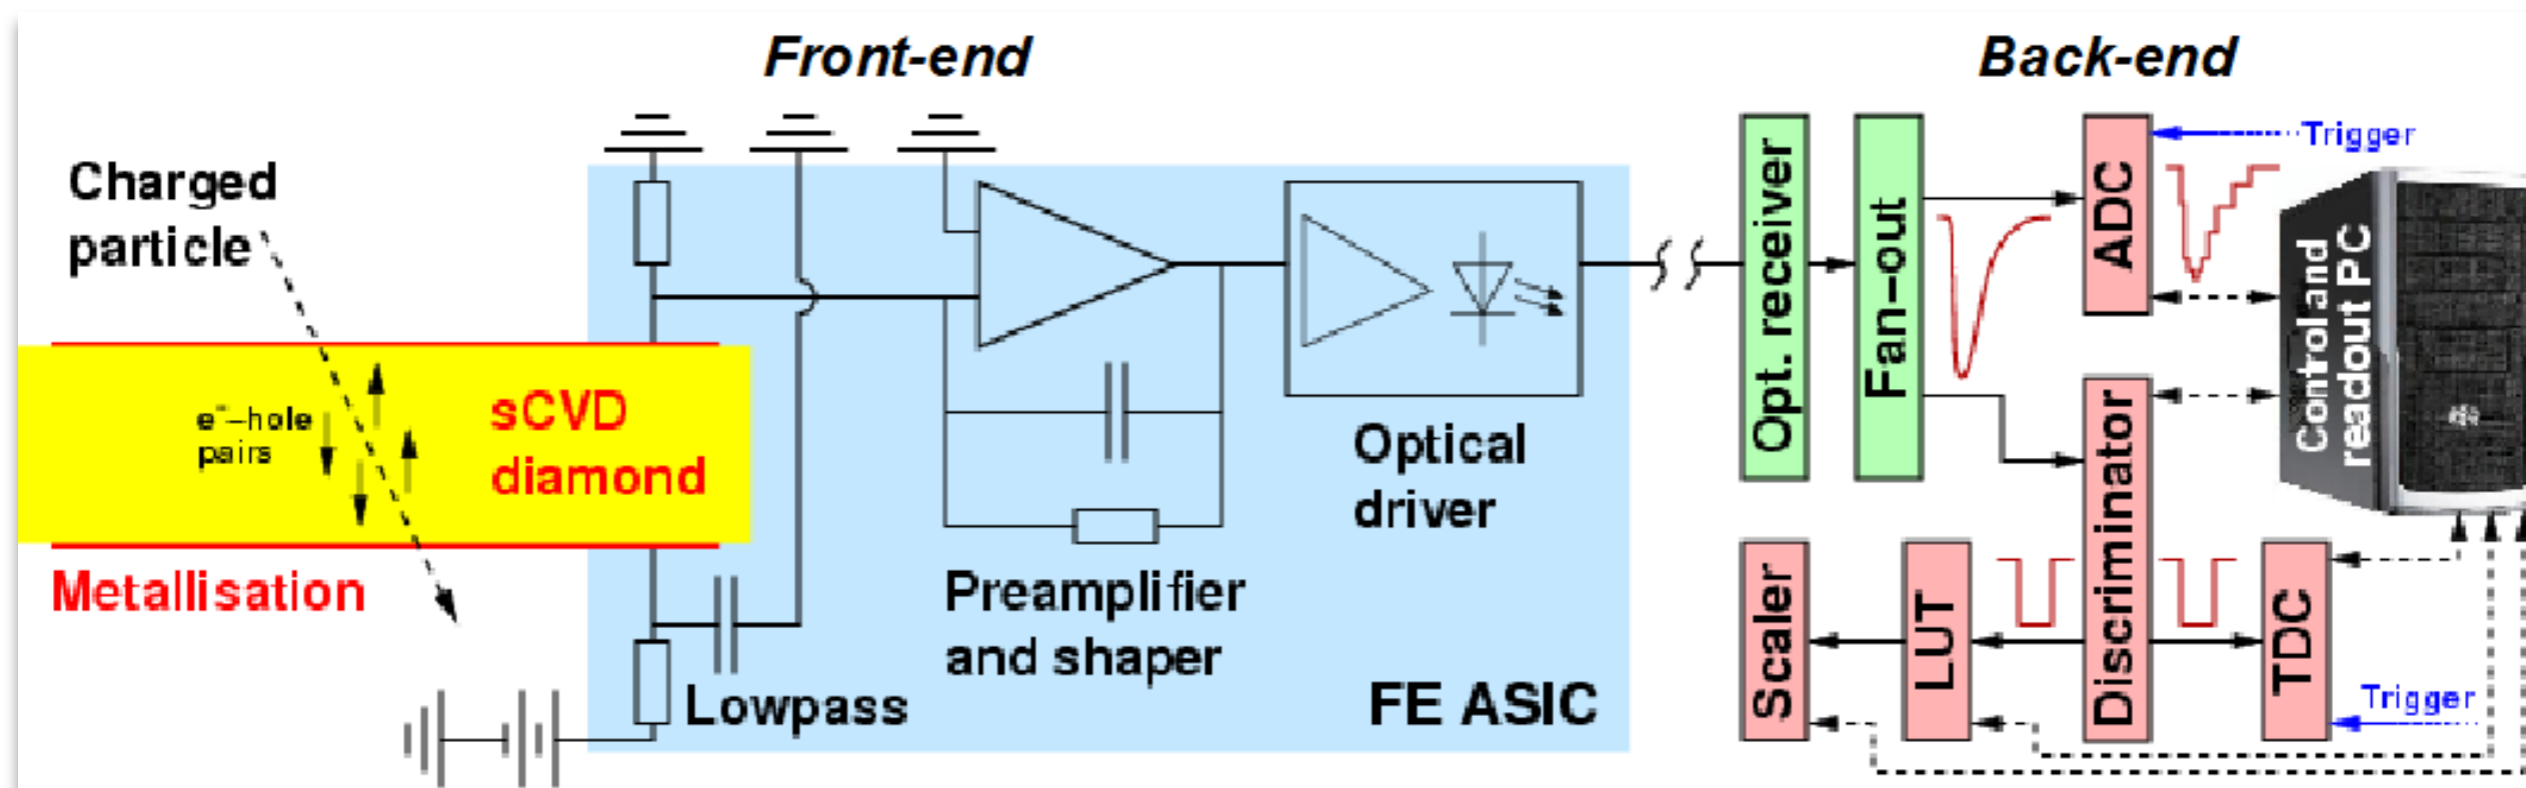 Front-end
Back-end
Charged
particle
e⁻-hole
pairs
sCVD
diamond
Metallisation
Lowpass
Preamplifier
and shaper
Optical
driver
FE ASIC
Opt. receiver
Fan-out
ADC
Trigger
Control and
readout PC
Discriminator
Scaler
LUT
TDC
Trigger